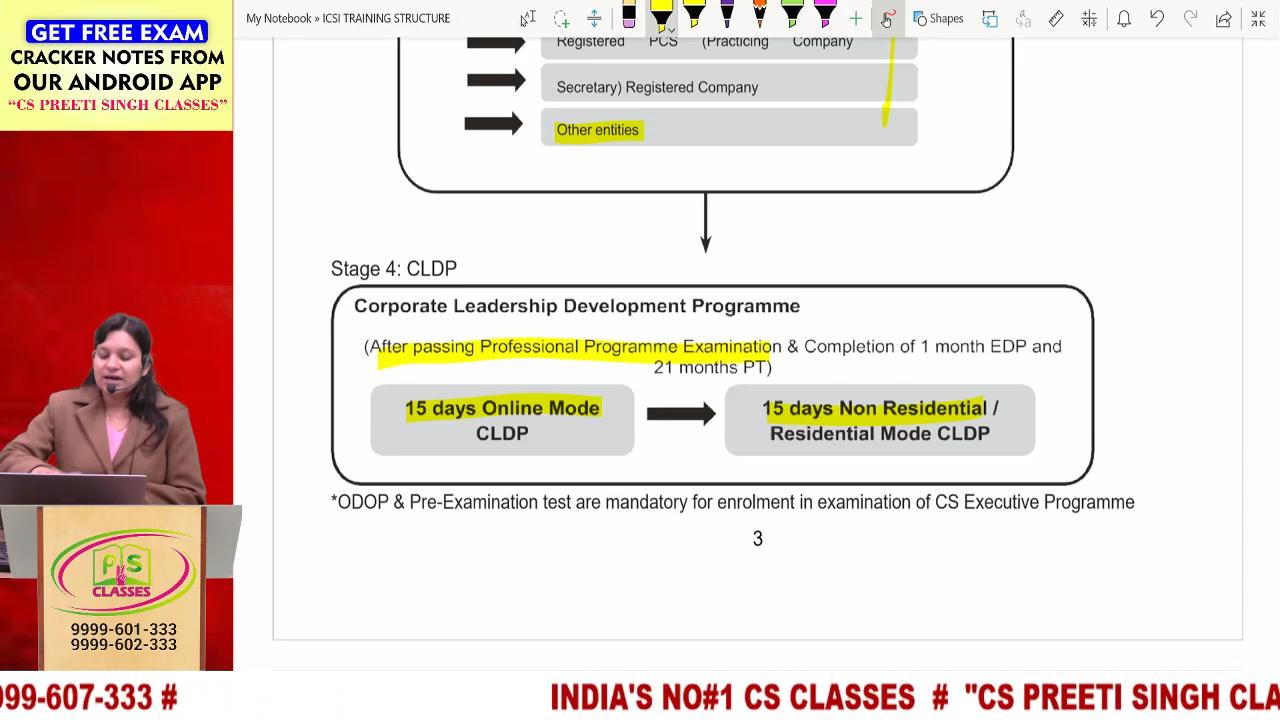 GET FREE EXAM
CRACKER NOTES FROM
OUR ANDROID APP
“CS PREETI SINGH CLASSES”
My Notebook » ICSI TRAINING STRUCTURE
Shapes
Registered PCS (Practicing Company
Secretary) Registered Company
Other entities
Stage 4: CLDP
Corporate Leadership Development Programme
(After passing Professional Programme Examination & Completion of 1 month EDP and
21 months PT)
15 days Online Mode
CLDP
15 days Non Residential /
Residential Mode CLDP
*ODOP & Pre-Examination test are mandatory for enrolment in examination of CS Executive Programme
3
PS
CLASSES
9999-601-333
9999-602-333
999-607-333 # INDIA'S NO#1 CS CLASSES # "CS PREETI SINGH CLA